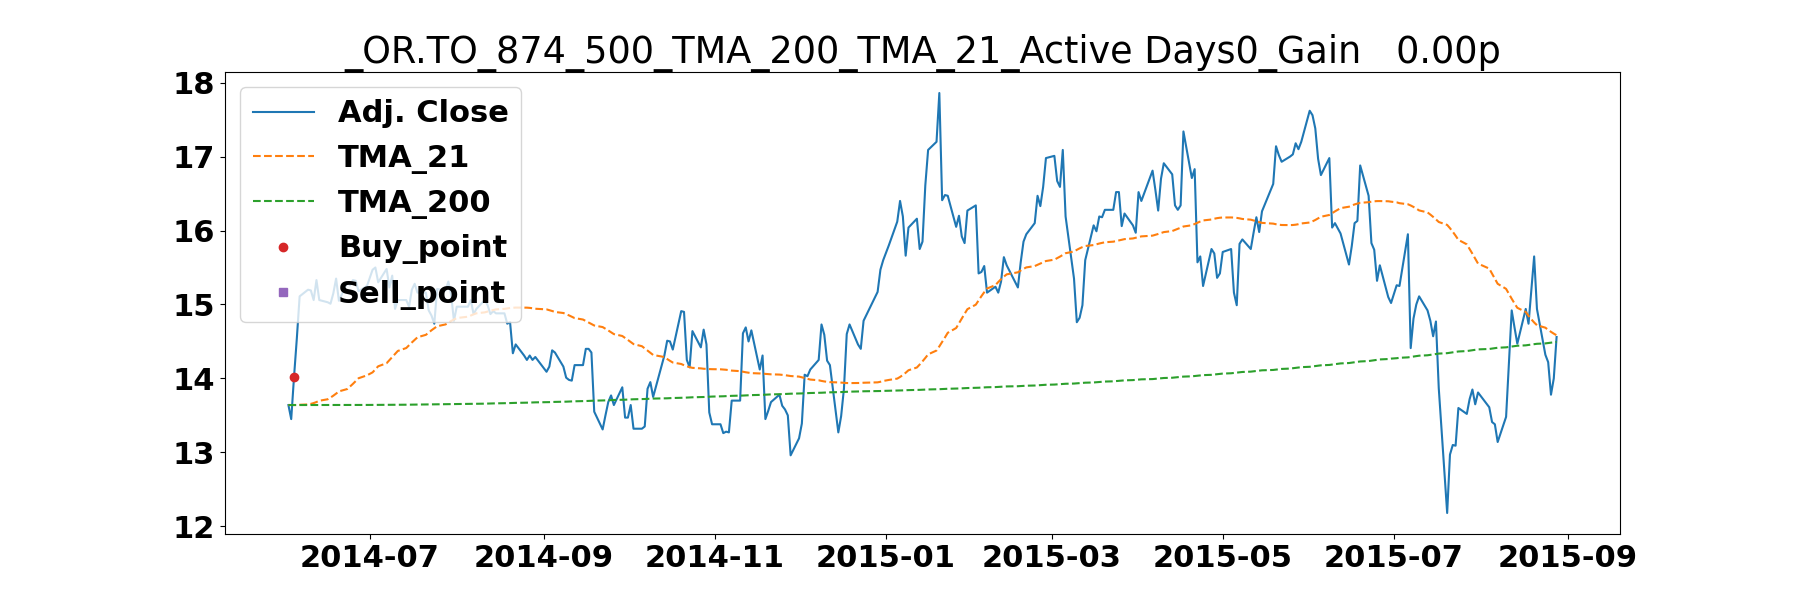 _OR.TO_874_500_TMA_200_TMA_21_Active Days0_Gain   0.00p
18
17
16
15
14
13
12
Adj. Close
TMA_21
TMA_200
Buy_point
Sell_point
2014-07 2014-09 2014-11 2015-01 2015-03 2015-05 2015-07 2015-09